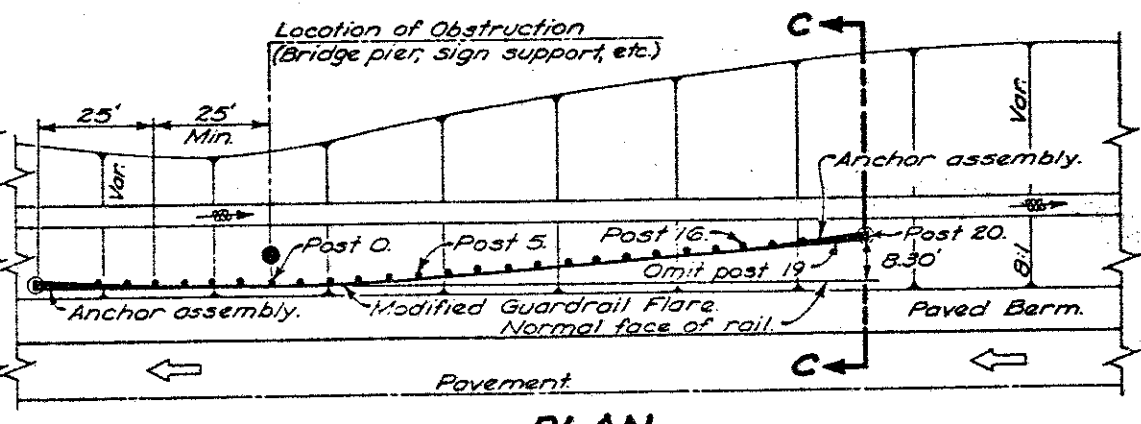 Location of Obstruction
(Bridge pier, sign support, etc.)
C
25'
25'
Min.
Var.
Var.
Anchor assembly.
Post 0.
Post 5.
Post 16.
Post 20.
Omit post 19
8.30'
8:1
Anchor assembly.
Modified Guardrail Flare.
Normal face of rail.
Paved Berm.
C
Pavement
PLAN